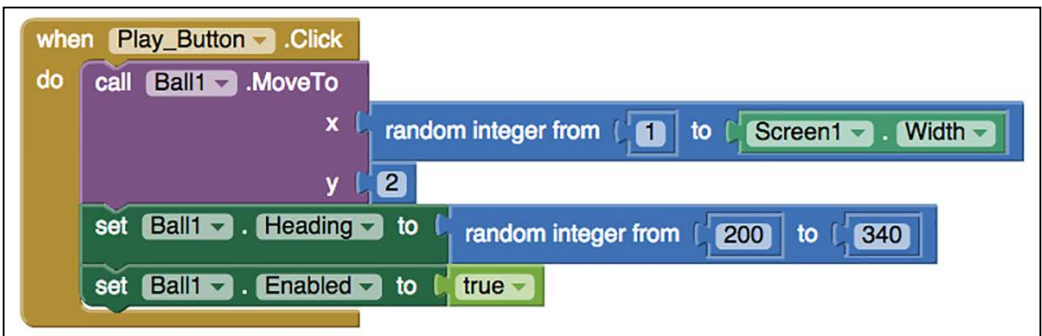 when Play_Button .Click
do call Ball1 .MoveTo
x random integer from 1 to Screen1 . Width
y 2
set Ball1 . Heading to random integer from 200 to 340
set Ball1 . Enabled to true